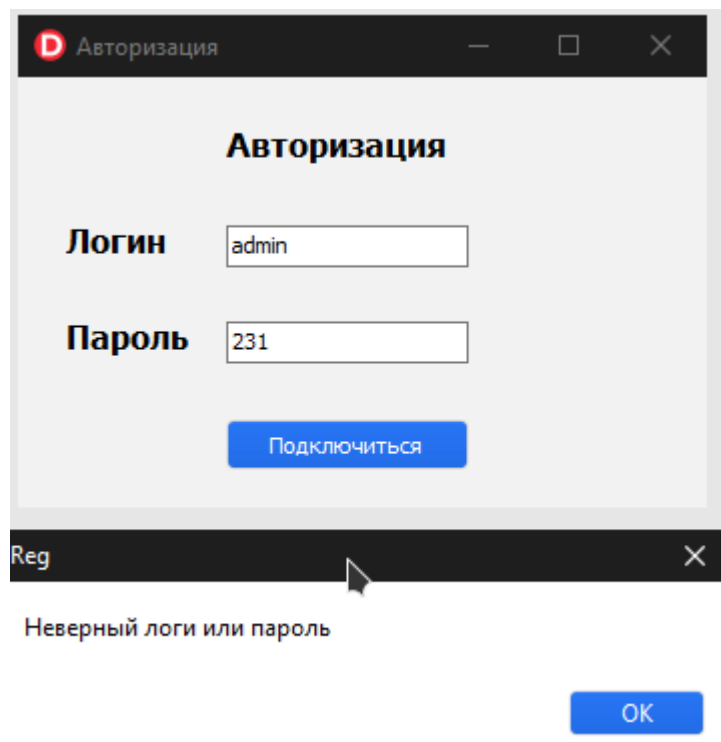 D Авторизация
Авторизация
Логин admin
Пароль 231
Подключиться
Reg
Неверный логи или пароль
OK